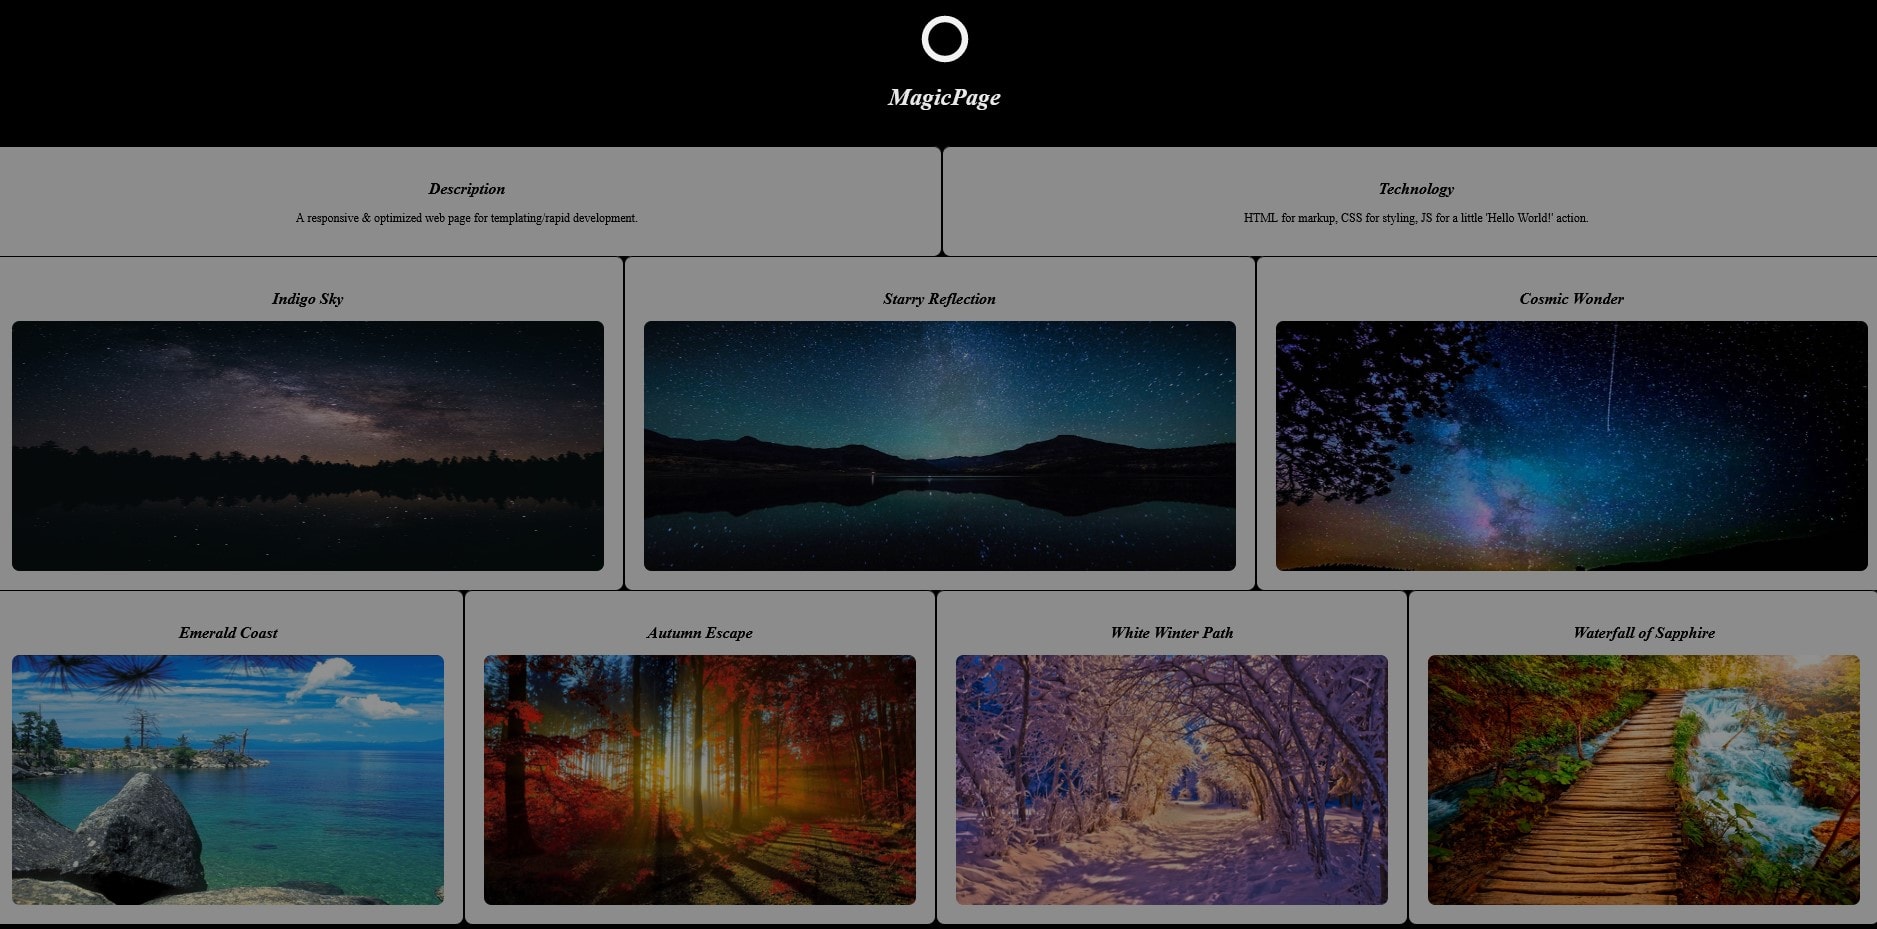 MagicPage
Description
A responsive & optimized web page for templating/rapid development.
Technology
HTML for markup, CSS for styling, JS for a little 'Hello World!' action.
Indigo Sky
Starry Reflection
Cosmic Wonder
Emerald Coast
Autumn Escape
White Winter Path
Waterfall of Sapphire